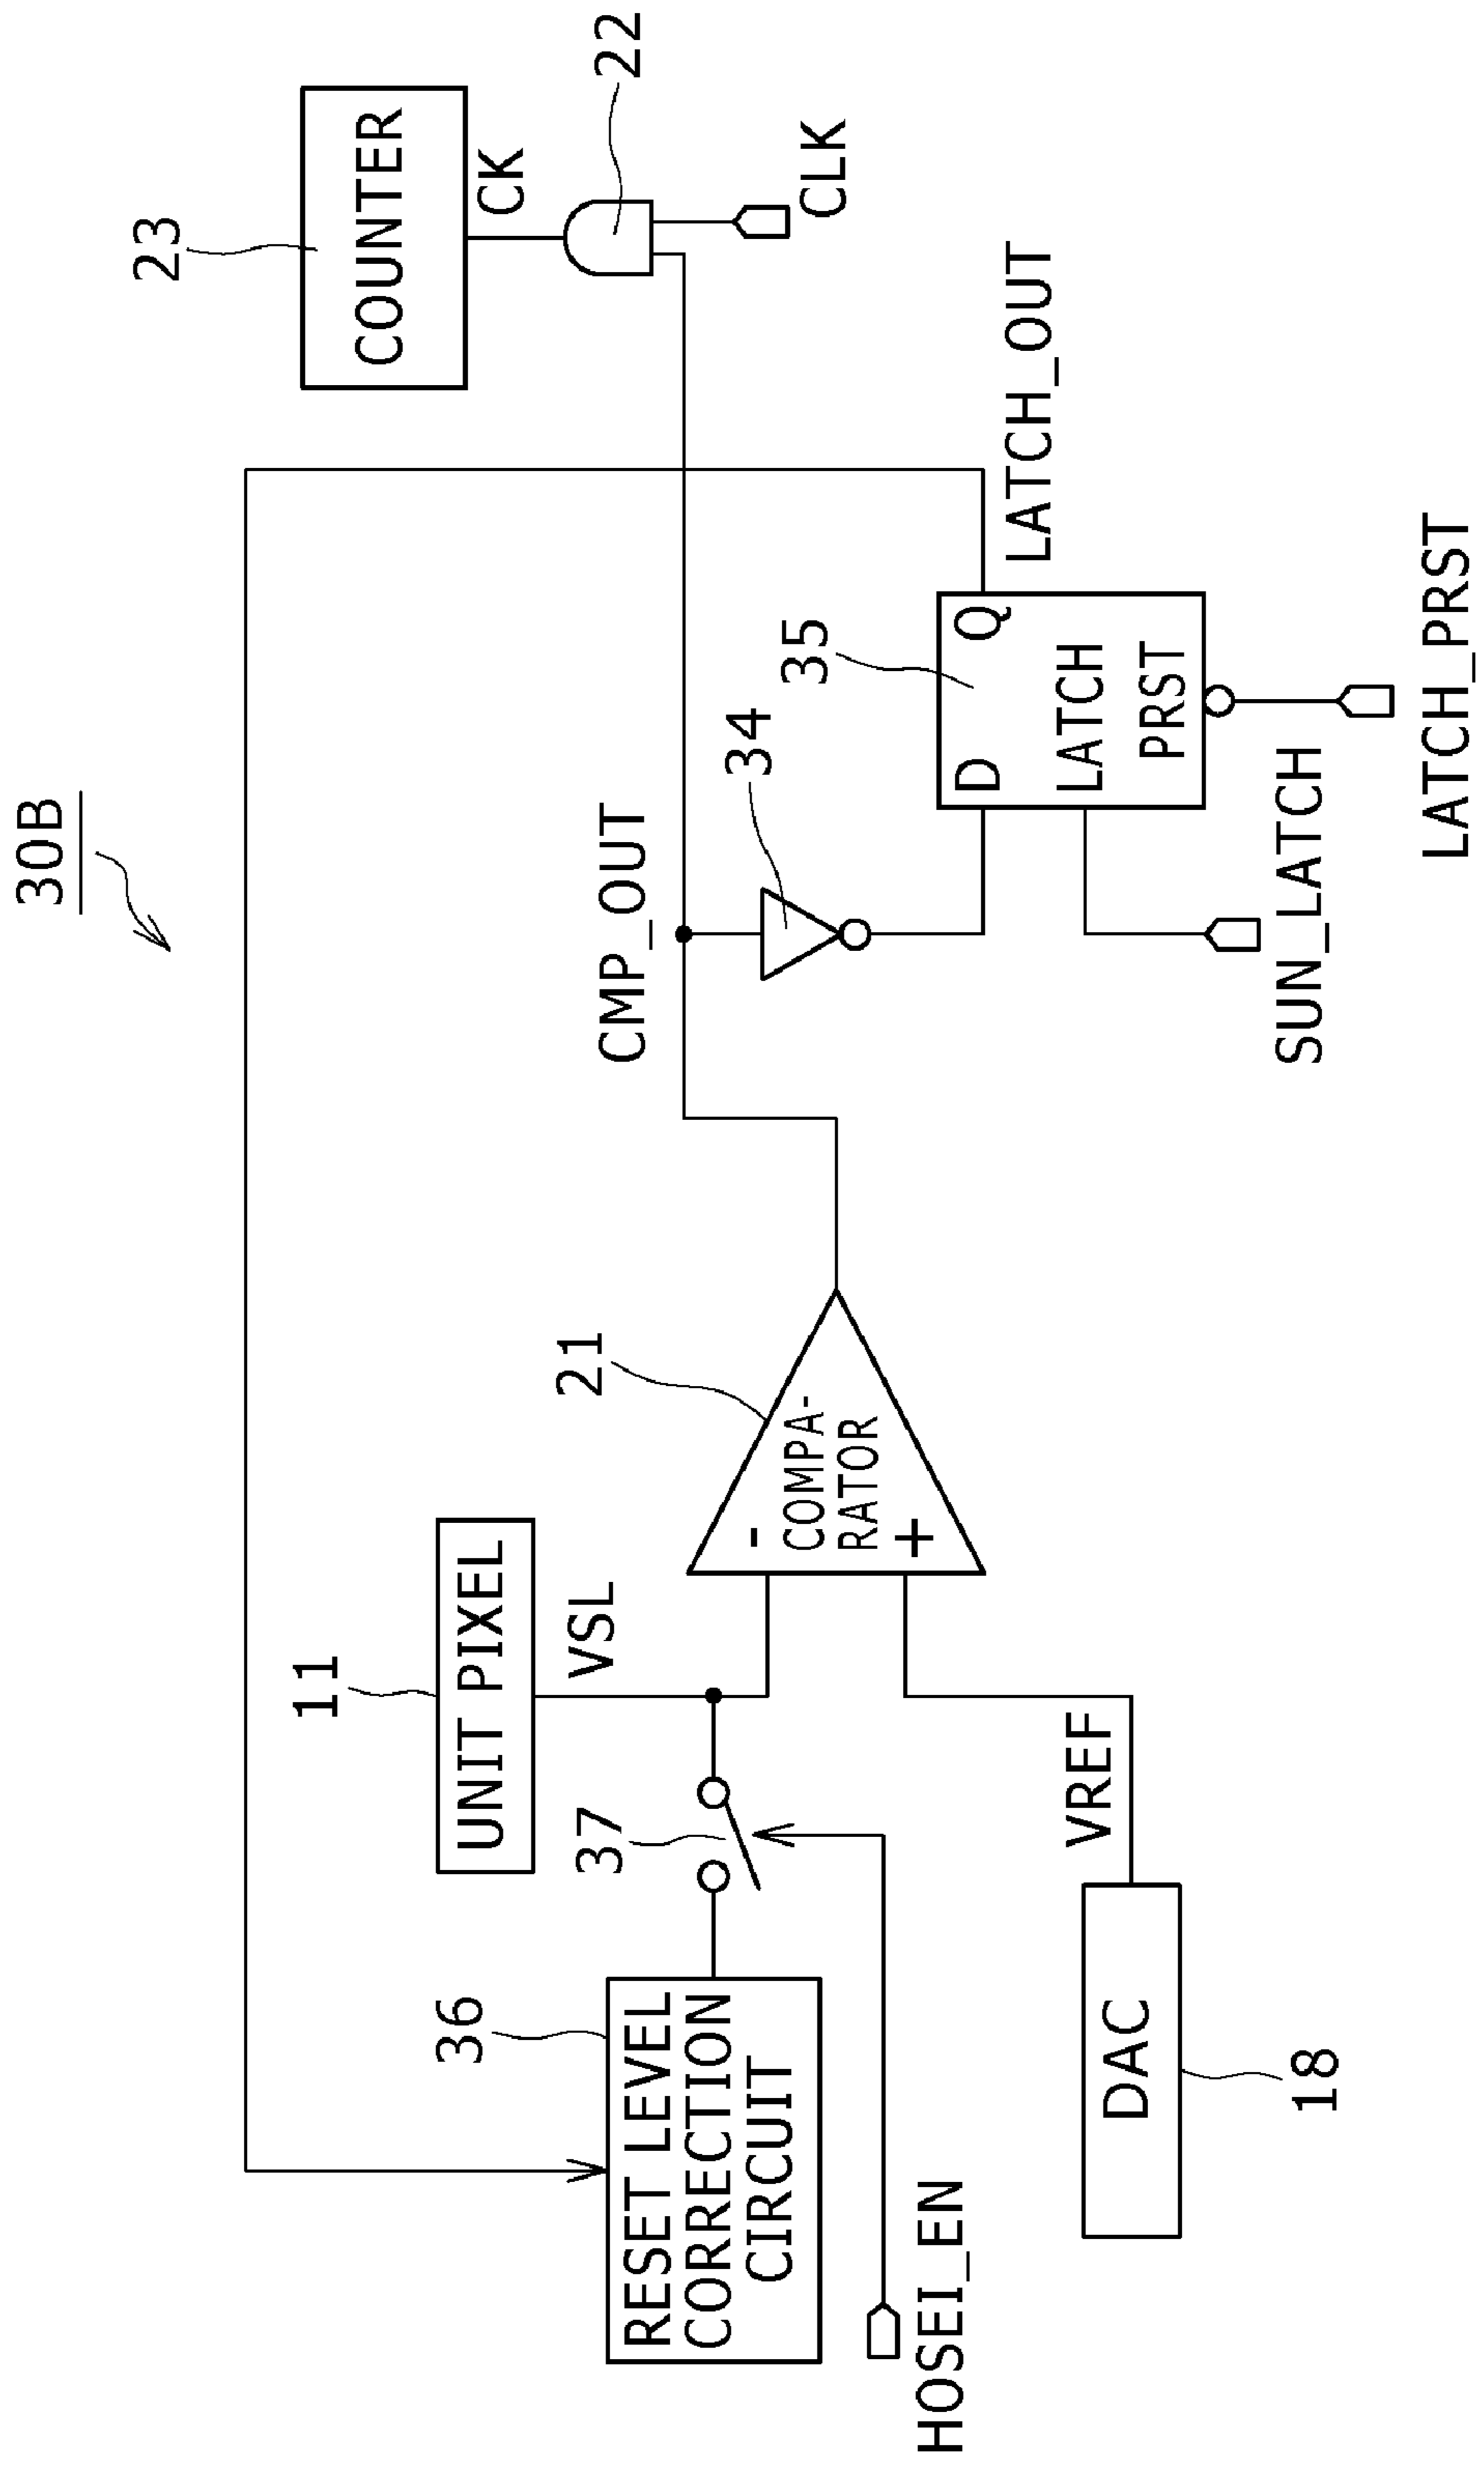 30B
36
RESET LEVEL
CORRECTION
CIRCUIT
HOSEI_EN
37
11
UNIT PIXEL
VSL
VREF
DAC
18
21
-
COMPA-
RATOR
+
CMP_OUT
34
35
D
Q
LATCH
PRST
SUN_LATCH
LATCH_PRST
LATCH_OUT
23
COUNTER
CK
22
CLK